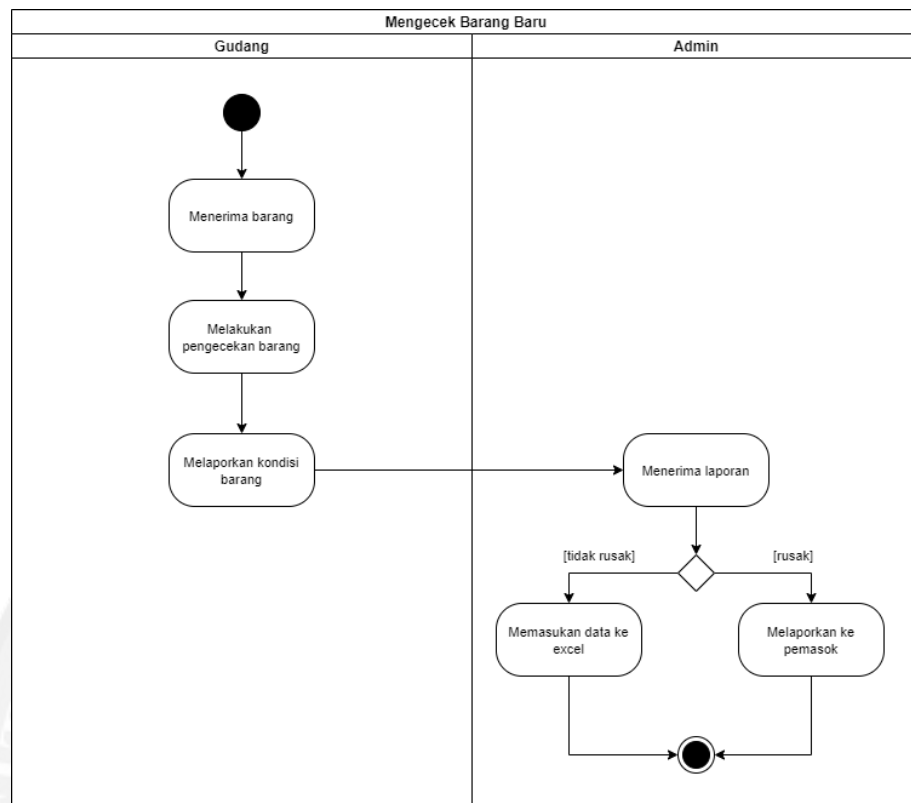 Mengecek Barang Baru
Gudang
Admin
Menerima barang
Melakukan
pengecekan barang
Melaporkan kondisi
barang
Menerima laporan
[tidak rusak]
[rusak]
Memasukan data ke
excel
Melaporkan ke
pemasok